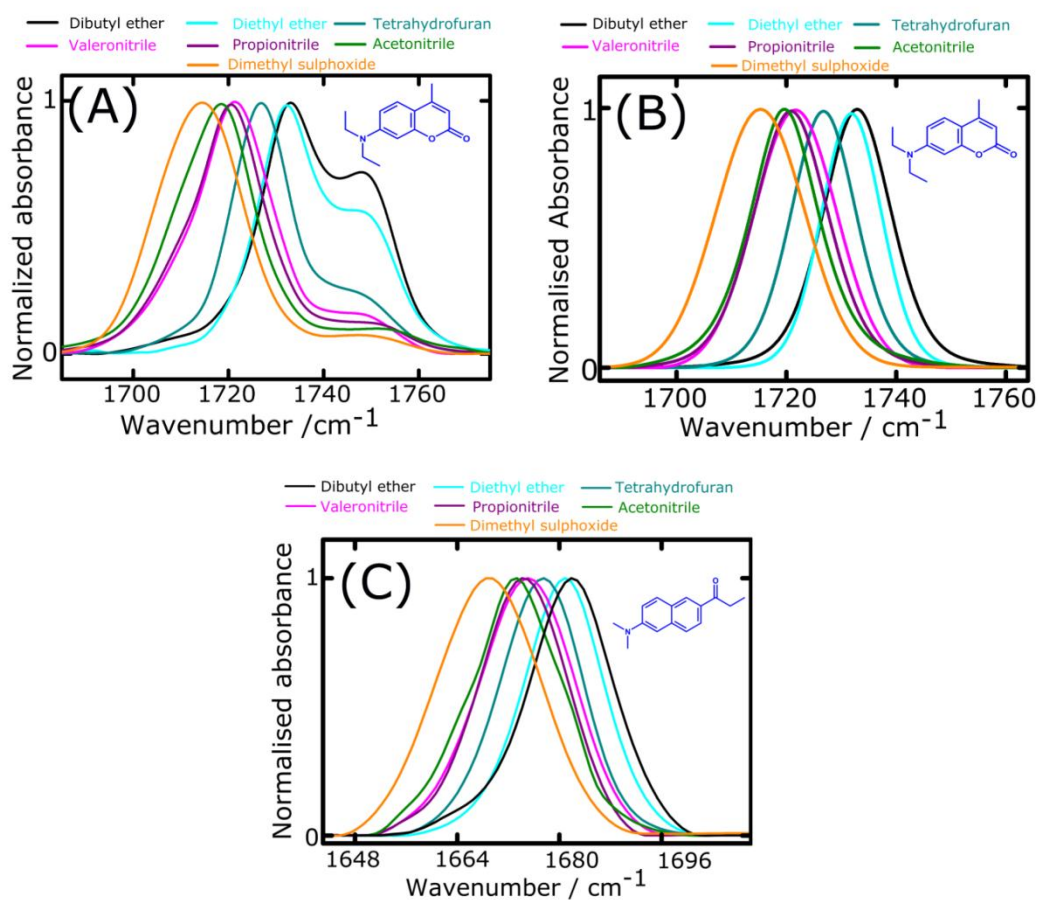 Dibutyl ether Diethyl ether Tetrahydrofuran
Valeronitrile Propionitrile Acetonitrile
Dimethyl sulphoxide
(A)
Normalized absorbance
1
0
N
O
O
1700 1720 1740 1760
Wavenumber /cm-1
Dibutyl ether Diethyl ether Tetrahydrofuran
Valeronitrile Propionitrile Acetonitrile
Dimethyl sulphoxide
(B)
Normalised Absorbance
1
0
N
O
O
1700 1720 1740 1760
Wavenumber / cm-1
Dibutyl ether Diethyl ether Tetrahydrofuran
Valeronitrile Propionitrile Acetonitrile
Dimethyl sulphoxide
(C)
Normalised absorbance
1
0
O
N
1648 1664 1680 1696
Wavenumber / cm-1